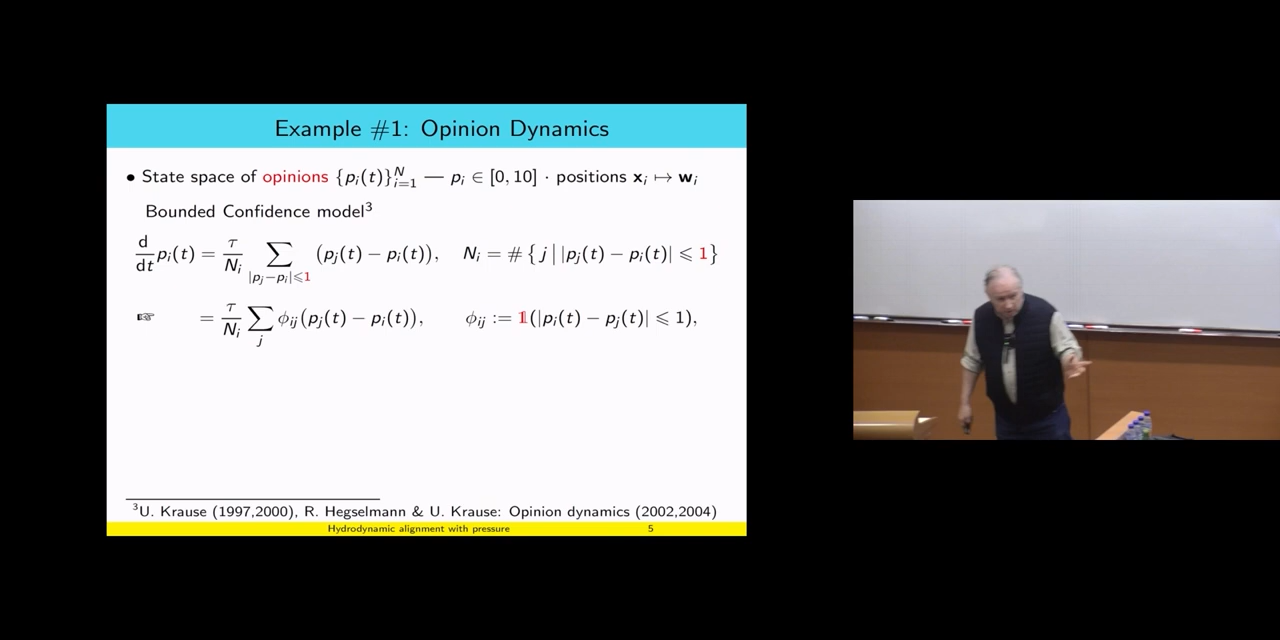 Example #1: Opinion Dynamics
• State space of opinions {p_i(t)}_{i=1}^N — p_i ∈ [0, 10] · positions x_i ↦ w_i
Bounded Confidence model³
d/dt p_i(t) = τ/N_i ∑_{|p_j−p_i|⩽1} (p_j(t) − p_i(t)), N_i = # {j | |p_j(t) − p_i(t)| ⩽ 1}
☞ = τ/N_i ∑_j ϕ_ij(p_j(t) − p_i(t)), ϕ_ij := 𝟙(|p_i(t) − p_j(t)| ⩽ 1),
³U. Krause (1997,2000), R. Hegselmann & U. Krause: Opinion dynamics (2002,2004)
Hydrodynamic alignment with pressure 5